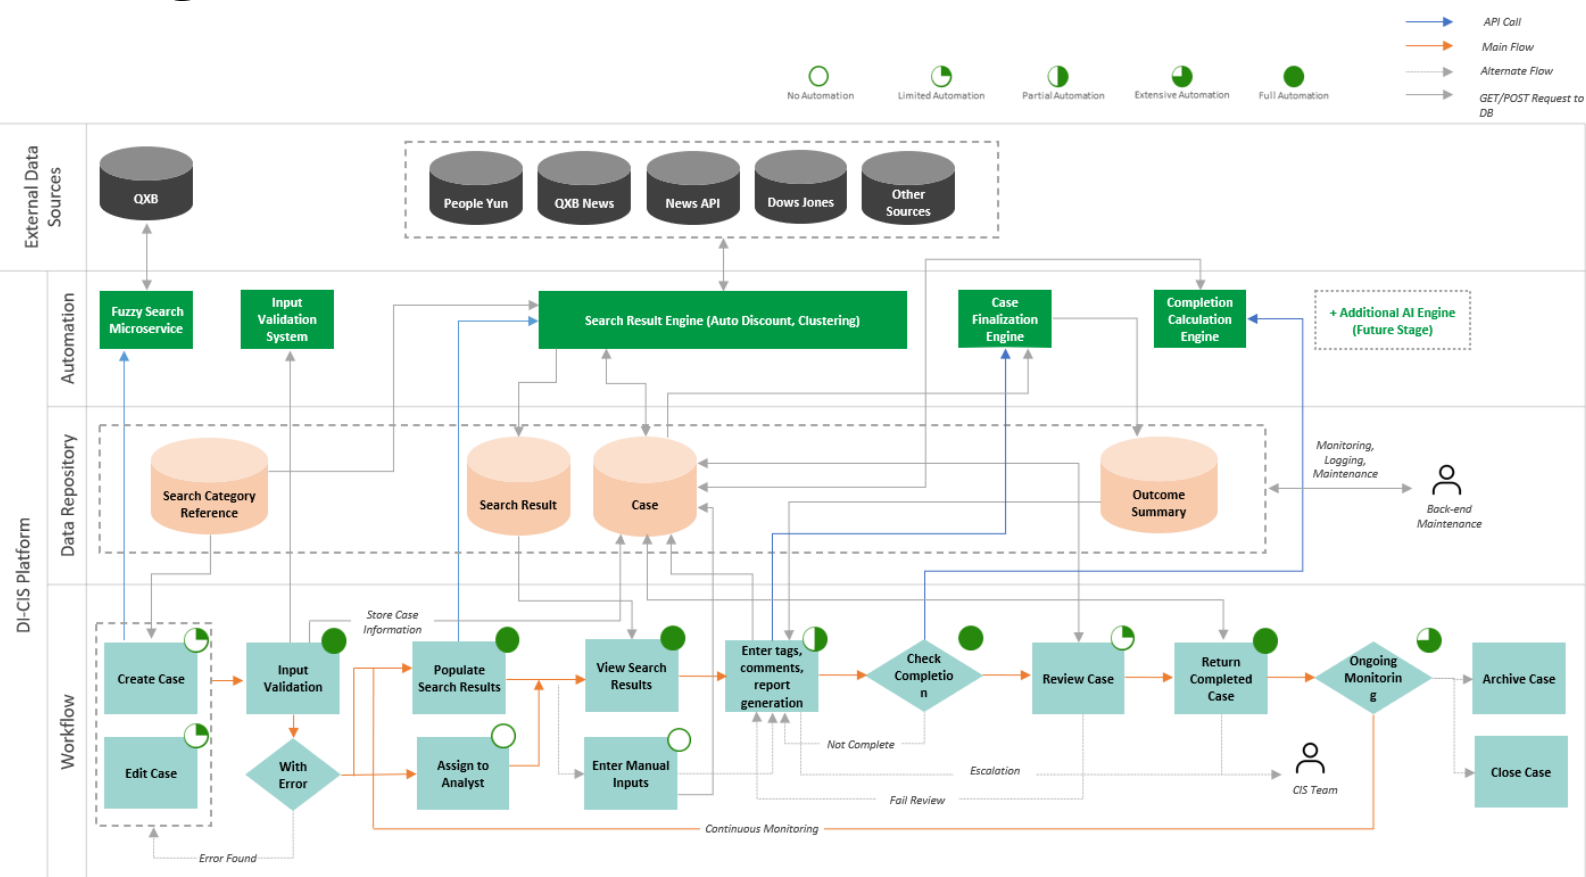 API Call
Main Flow
Alternate Flow
GET/POST Request to
DB
No Automation
Limited Automation
Partial Automation
Extensive Automation
Full Automation
External Data
Sources
QXB
People Yun
QXB News
News API
Dows Jones
Other
Sources
DI-CIS Platform
Automation
Fuzzy Search
Microservice
Input
Validation
System
Search Result Engine (Auto Discount, Clustering)
Case
Finalization
Engine
Completion
Calculation
Engine
+ Additional AI Engine
(Future Stage)
Data Repository
Search Category
Reference
Search Result
Case
Outcome
Summary
Monitoring,
Logging,
Maintenance
Back-end
Maintenance
Workflow
Store Case
Information
Create Case
Input
Validation
Populate
Search Results
View Search
Results
Enter tags,
comments,
report
generation
Check
Completio
n
Review Case
Return
Completed
Case
Ongoing
Monitorin
g
Archive Case
Edit Case
With
Error
Assign to
Analyst
Enter Manual
Inputs
Not Complete
Escalation
Fail Review
CIS Team
Close Case
Continuous Monitoring
Error Found